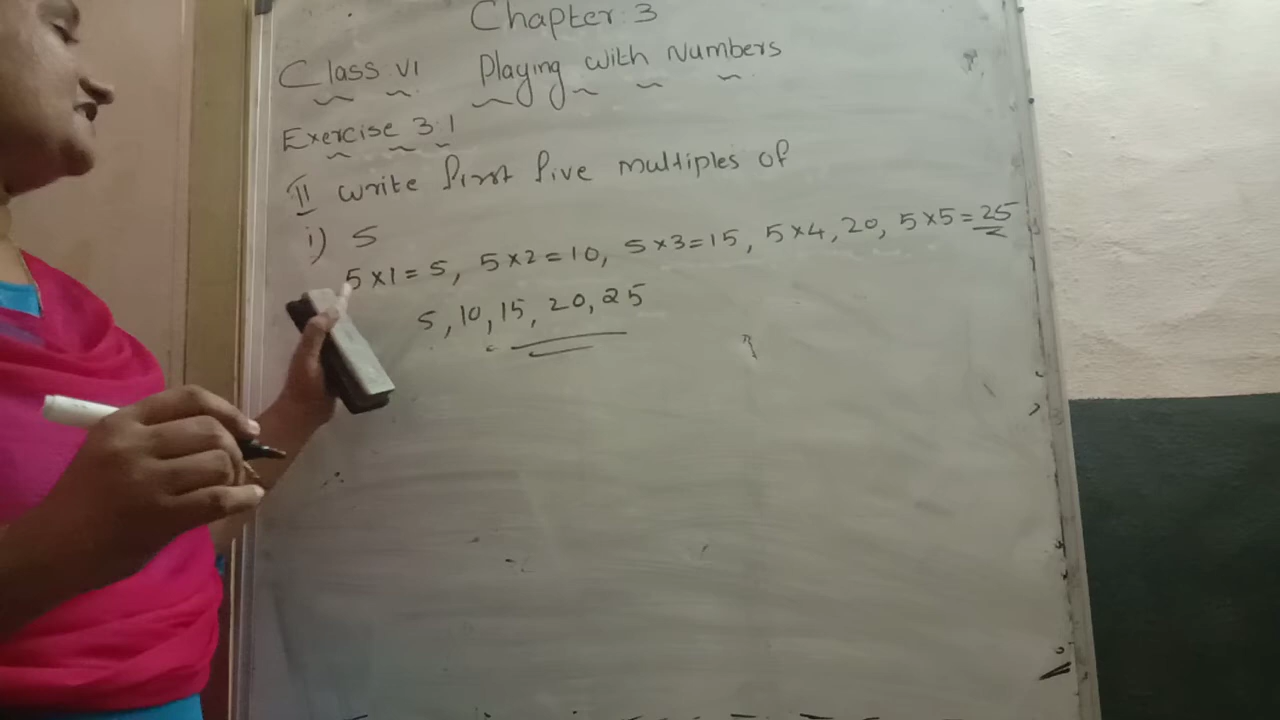 Chapter 3
Class VI Playing with Numbers
Exercise 3.1
II write first five multiples of
i) 5
5×1=5, 5×2=10, 5×3=15, 5×4, 20, 5×5=25
5, 10, 15, 20, 25